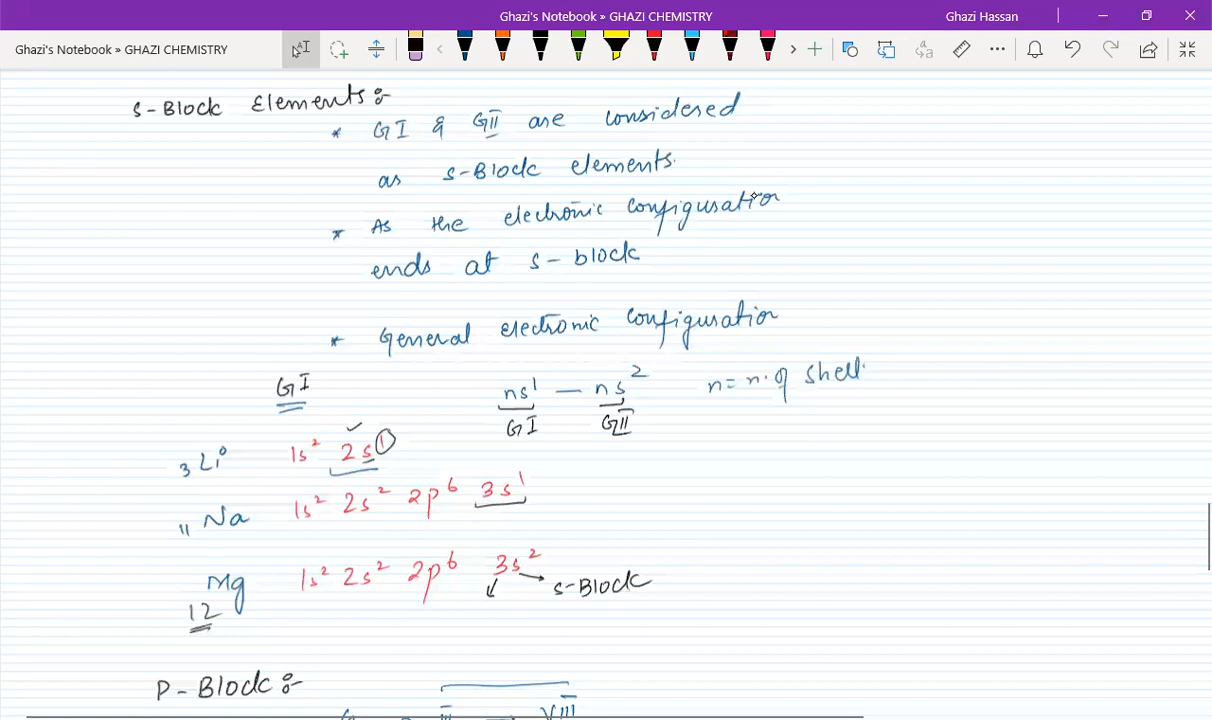 Ghazi's Notebook » GHAZI CHEMISTRY
Ghazi Hassan
Ghazi's Notebook » GHAZI CHEMISTRY
S-Block Elements :-
* GI & GII are considered
as S-Block elements.
* As the electronic configuration
ends at s-block
* General electronic configuration
GI
ns¹ — ns² n = n. of shell.
GI GII
₃Li 1s² 2s¹
₁₁Na 1s² 2s² 2p⁶ 3s¹
Mg 1s² 2s² 2p⁶ 3s²
12 → s-Block
P-Block :-
III → VIII